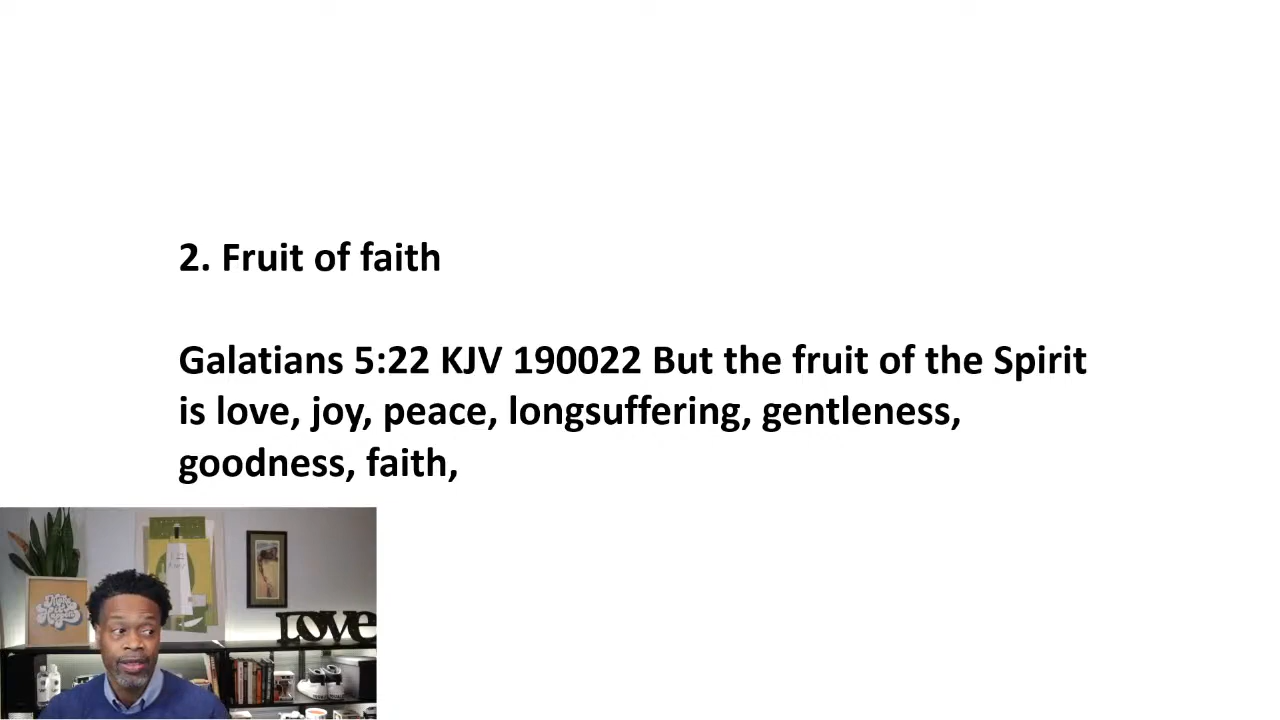 2. Fruit of faith
Galatians 5:22 KJV 190022 But the fruit of the Spirit
is love, joy, peace, longsuffering, gentleness,
goodness, faith,
Love